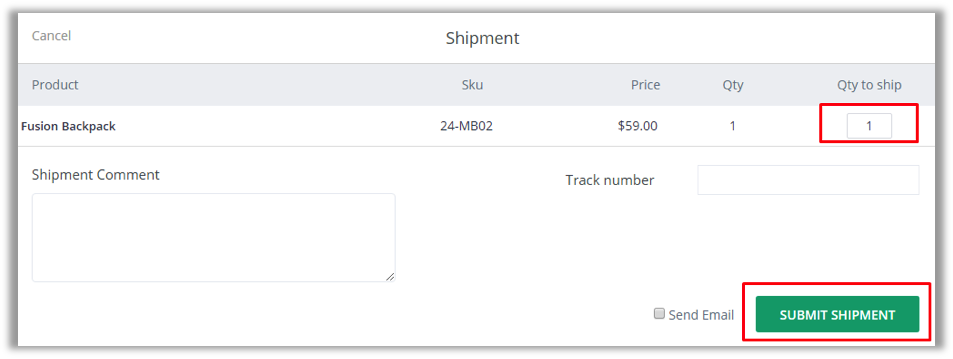 Cancel
Shipment
Product Sku Price Qty Qty to ship
Fusion Backpack 24-MB02 $59.00 1 1
Shipment Comment
Track number
Send Email
SUBMIT SHIPMENT